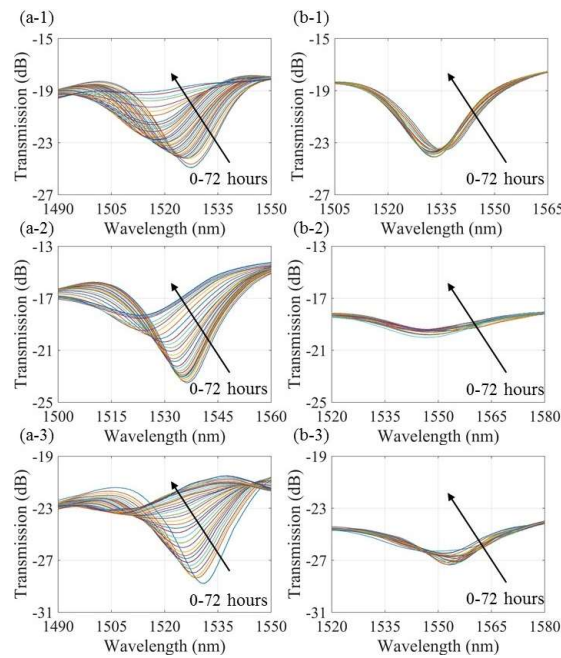 (a-1)
(b-1)
-15
-19
-23
-27
Transmission (dB)
0-72 hours
1490 1505 1520 1535 1550
Wavelength (nm)
-15
-19
-23
-27
Transmission (dB)
0-72 hours
1505 1520 1535 1550 1565
Wavelength (nm)
(a-2)
(b-2)
-13
-17
-21
-25
Transmission (dB)
0-72 hours
1500 1515 1530 1545 1560
Wavelength (nm)
-13
-17
-21
-25
Transmission (dB)
0-72 hours
1520 1535 1550 1565 1580
Wavelength (nm)
(a-3)
(b-3)
-19
-23
-27
-31
Transmission (dB)
0-72 hours
1490 1505 1520 1535 1550
Wavelength (nm)
-19
-23
-27
-31
Transmission (dB)
0-72 hours
1520 1535 1550 1565 1580
Wavelength (nm)